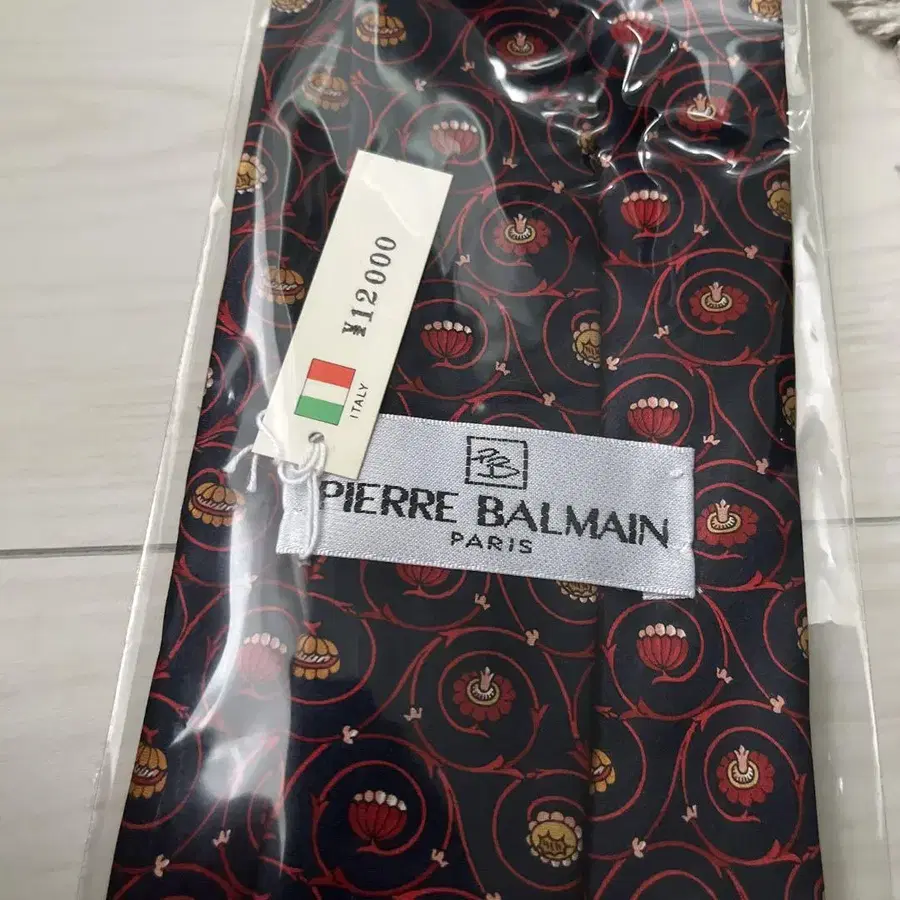 ¥12000
ITALY
PB
PIERRE BALMAIN
PARIS